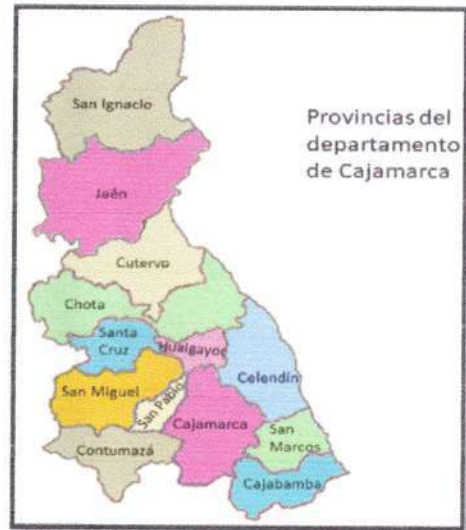 San Ignacio
Provincias del
departamento
de Cajamarca
Jaén
Cutervo
Chota
Santa
Cruz
Hualgayoc
Celendín
San Miguel
San Pablo
Cajamarca
San
Marcos
Contumazá
Cajabamba